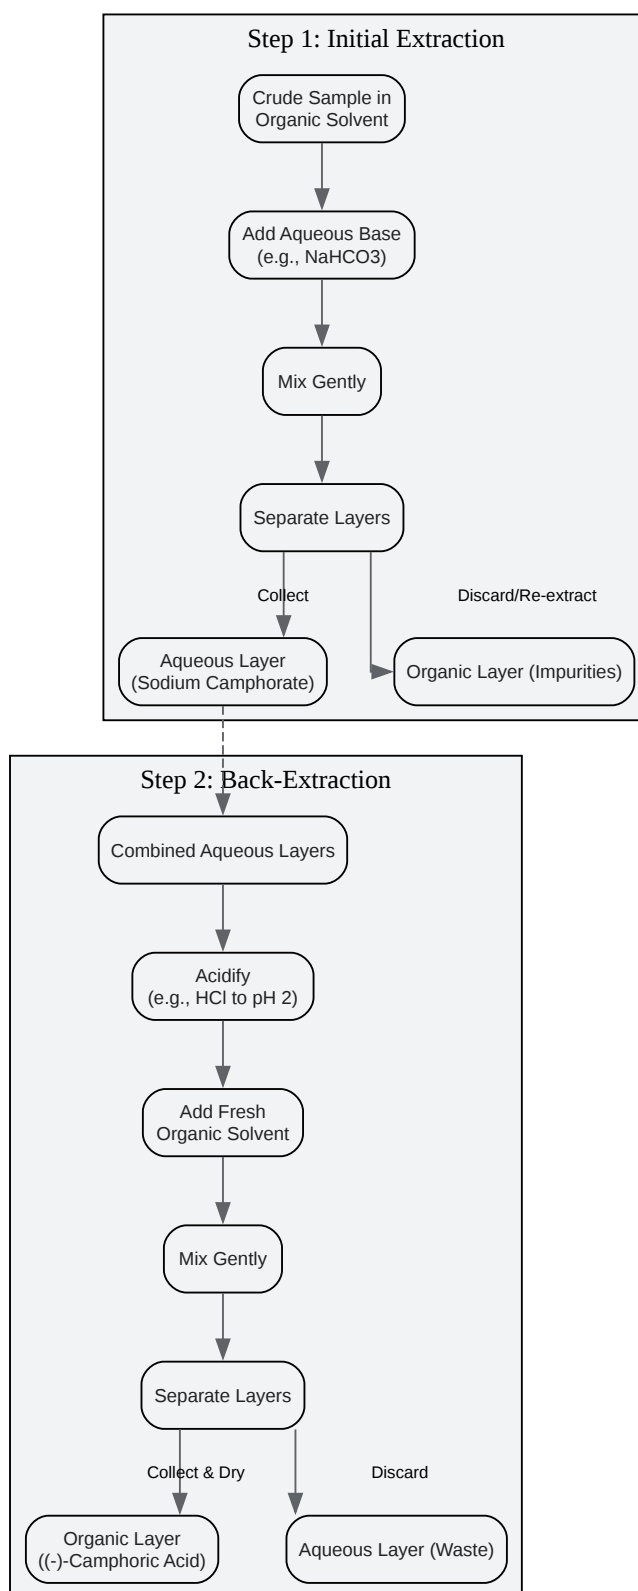 Step 1: Initial Extraction
Crude Sample in
Organic Solvent
Add Aqueous Base
(e.g., NaHCO3)
Mix Gently
Separate Layers
Collect
Discard/Re-extract
Aqueous Layer
(Sodium Camphorate)
Organic Layer (Impurities)
Step 2: Back-Extraction
Combined Aqueous Layers
Acidify
(e.g., HCl to pH 2)
Add Fresh
Organic Solvent
Mix Gently
Separate Layers
Collect & Dry
Discard
Organic Layer
((-)-Camphoric Acid)
Aqueous Layer (Waste)